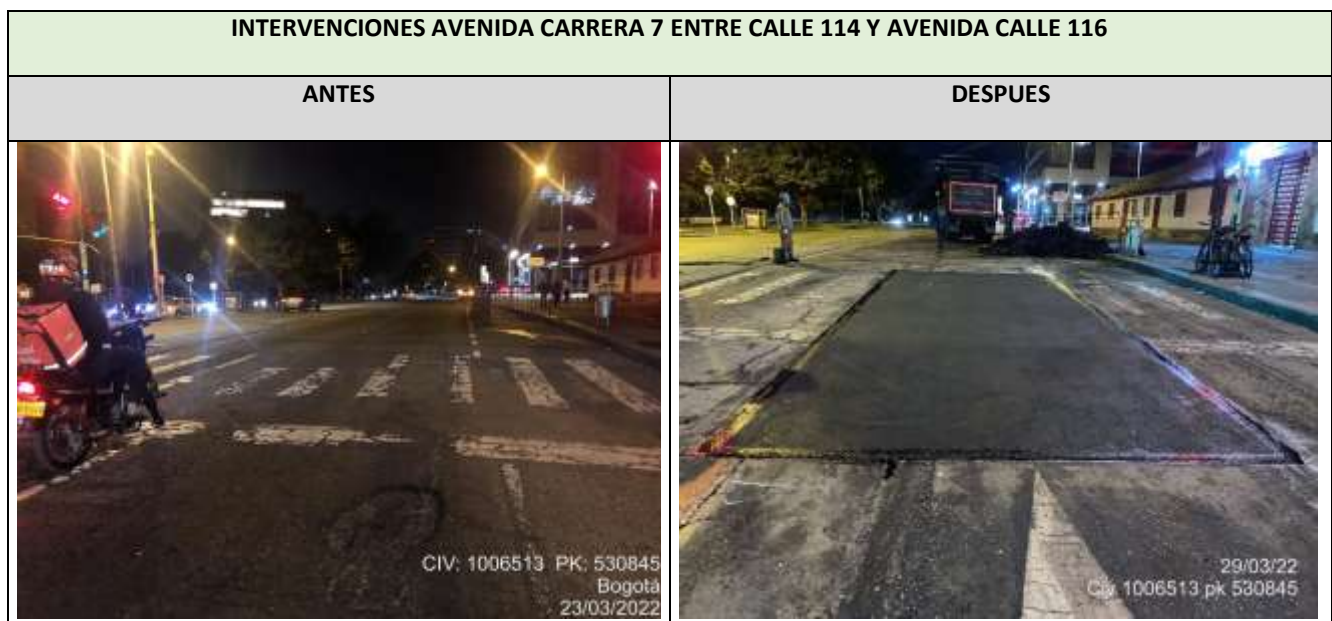 INTERVENCIONES AVENIDA CARRERA 7 ENTRE CALLE 114 Y AVENIDA CALLE 116
ANTES
DESPUES
CIV: 1006513 PK: 530845
Bogotá
23/03/2022
29/03/22
Civ 1006513 pk 530845